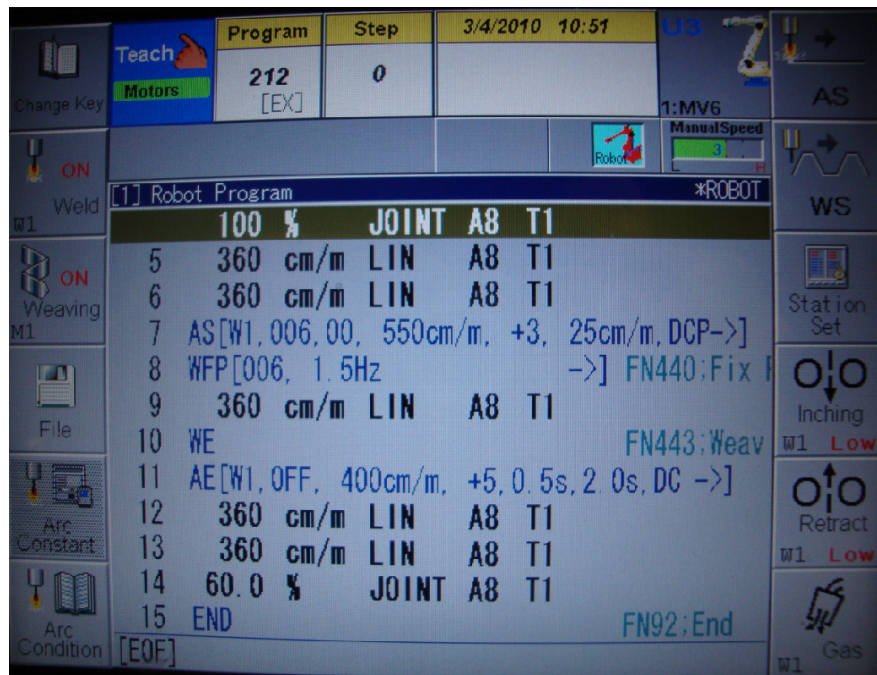 Change Key
Teach
Motors
Program
212
[EX]
Step
0
3/4/2010 10:51
U3
1:MV6
AS
Robot
Manual Speed
3
L H
ON
Weld
W1
WS
[1] Robot Program *ROBOT
100 % JOINT A8 T1
5 360 cm/m LIN A8 T1
6 360 cm/m LIN A8 T1
7 AS[W1,006,00, 550cm/m, +3, 25cm/m,DCP->]
8 WFP[006, 1.5Hz ->] FN440;Fix
9 360 cm/m LIN A8 T1
10 WE FN443;Weav
11 AE[W1,OFF, 400cm/m, +5,0.5s,2.0s,DC ->]
12 360 cm/m LIN A8 T1
13 360 cm/m LIN A8 T1
14 60.0 % JOINT A8 T1
15 END FN92;End
[EOF]
ON
Weaving
M1
File
Arc
Constant
Arc
Condition
Station
Set
Inching
W1 Low
Retract
W1 Low
Gas
W1